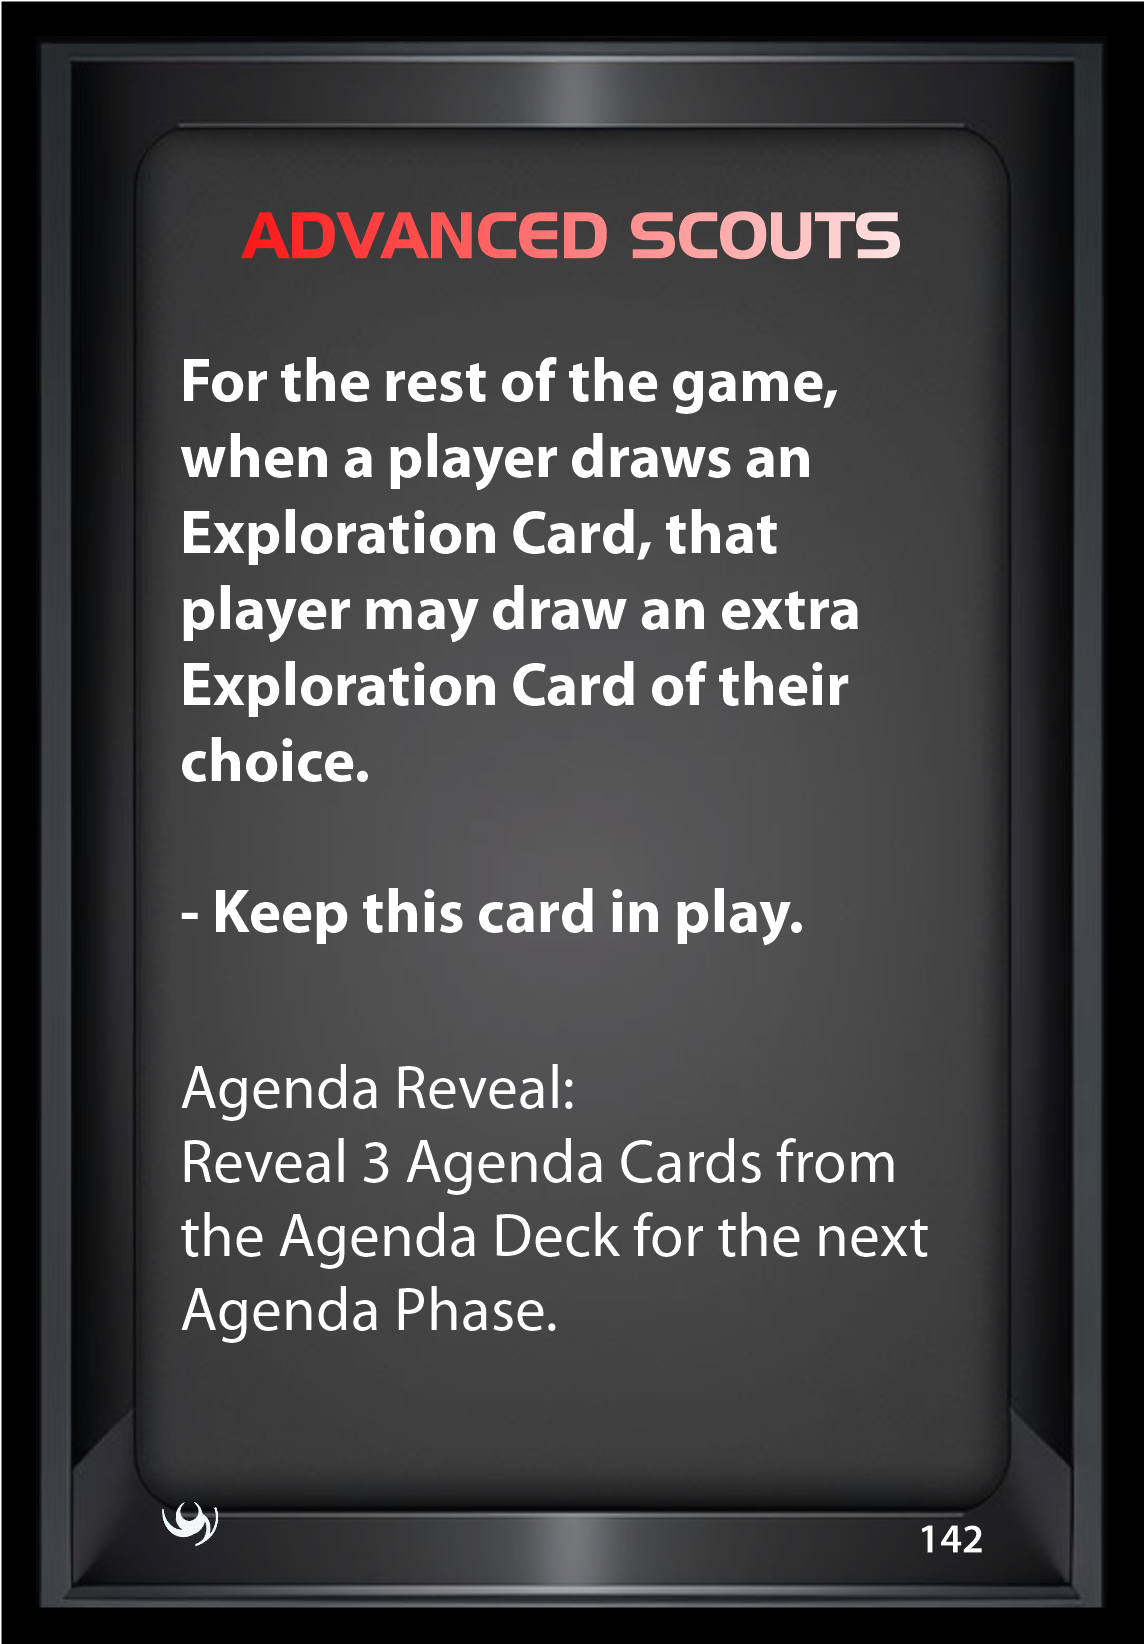 ADVANCED SCOUTS
For the rest of the game,
when a player draws an
Exploration Card, that
player may draw an extra
Exploration Card of their
choice.
- Keep this card in play.
Agenda Reveal:
Reveal 3 Agenda Cards from
the Agenda Deck for the next
Agenda Phase.
142